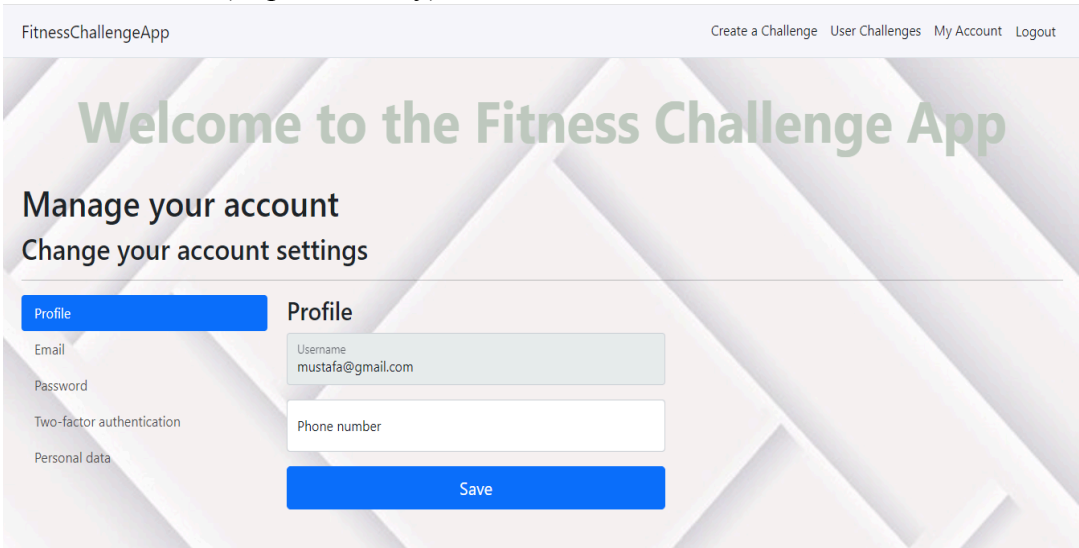 FitnessChallengeApp
Create a Challenge User Challenges My Account Logout
Welcome to the Fitness Challenge App
Manage your account
Change your account settings
Profile
Email
Password
Two-factor authentication
Personal data
Profile
Username
mustafa@gmail.com
Phone number
Save